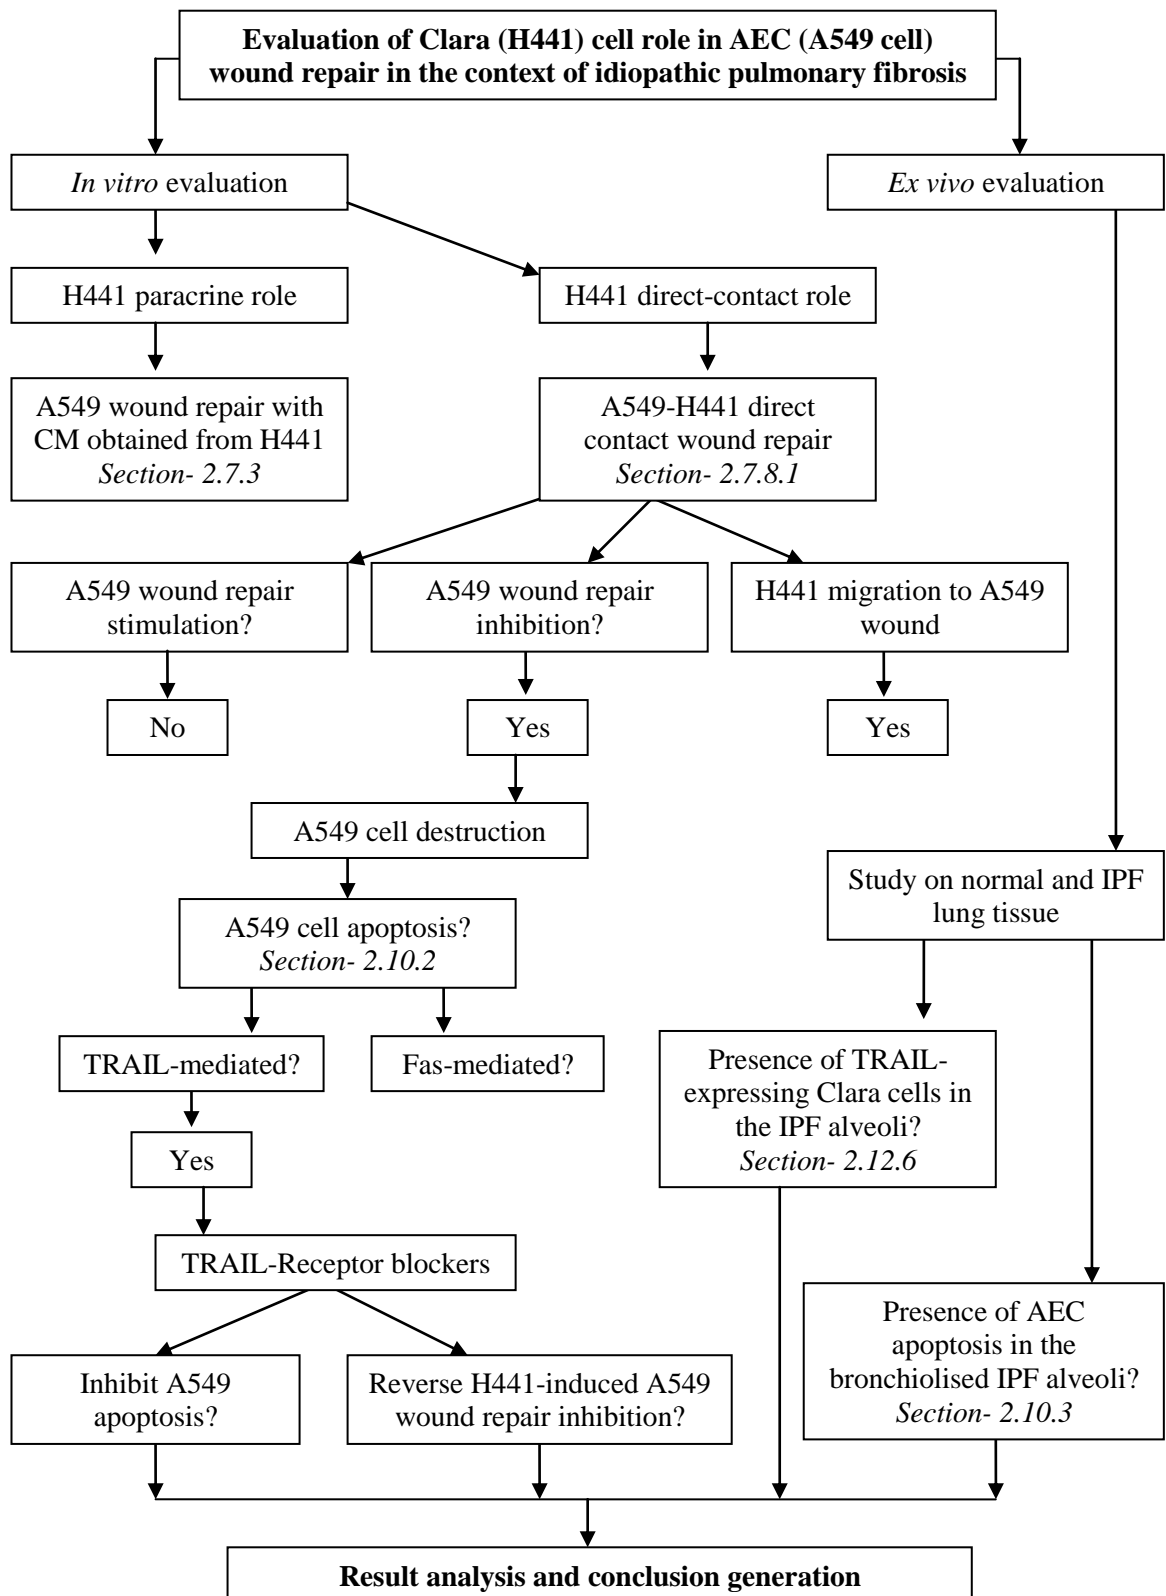 Evaluation of Clara (H441) cell role in AEC (A549 cell)
wound repair in the context of idiopathic pulmonary fibrosis
In vitro evaluation
Ex vivo evaluation
H441 paracrine role
H441 direct-contact role
A549 wound repair with
CM obtained from H441
Section- 2.7.3
A549-H441 direct
contact wound repair
Section- 2.7.8.1
A549 wound repair
stimulation?
A549 wound repair
inhibition?
H441 migration to A549
wound
No
Yes
Yes
A549 cell destruction
Study on normal and IPF
lung tissue
A549 cell apoptosis?
Section- 2.10.2
TRAIL-mediated?
Fas-mediated?
Presence of TRAIL-
expressing Clara cells in
the IPF alveoli?
Section- 2.12.6
Yes
TRAIL-Receptor blockers
Presence of AEC
apoptosis in the
bronchiolised IPF alveoli?
Section- 2.10.3
Inhibit A549
apoptosis?
Reverse H441-induced A549
wound repair inhibition?
Result analysis and conclusion generation